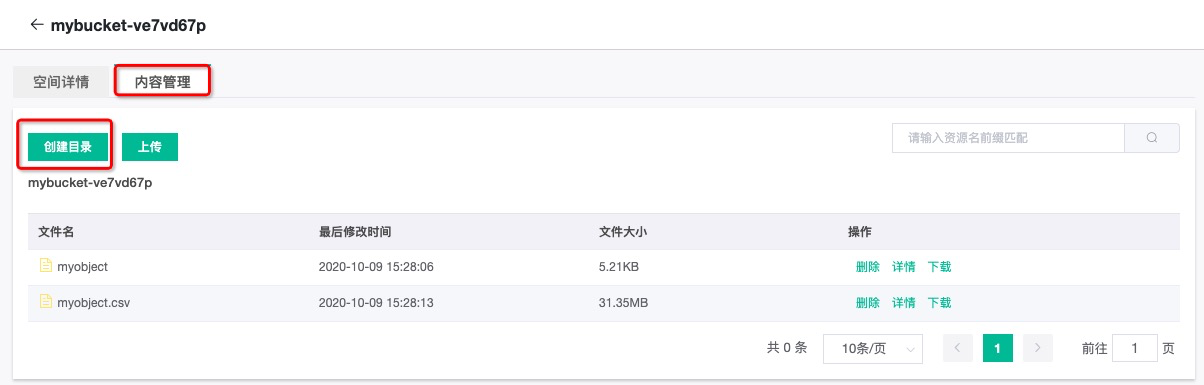 mybucket-ve7vd67p
空间详情 内容管理
创建目录 上传 请输入资源名前缀匹配
mybucket-ve7vd67p
文件名 最后修改时间 文件大小 操作
myobject 2020-10-09 15:28:06 5.21KB 删除 详情 下载
myobject.csv 2020-10-09 15:28:13 31.35MB 删除 详情 下载
共 0 条 10条/页 1 前往 1 页